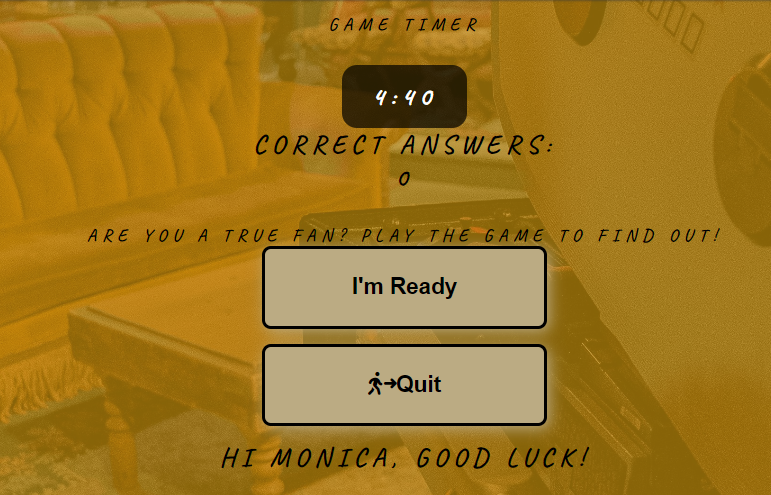 GAME TIMER
4:40
CORRECT ANSWERS:
0
ARE YOU A TRUE FAN? PLAY THE GAME TO FIND OUT!
I'm Ready
Quit
HI MONICA, GOOD LUCK!